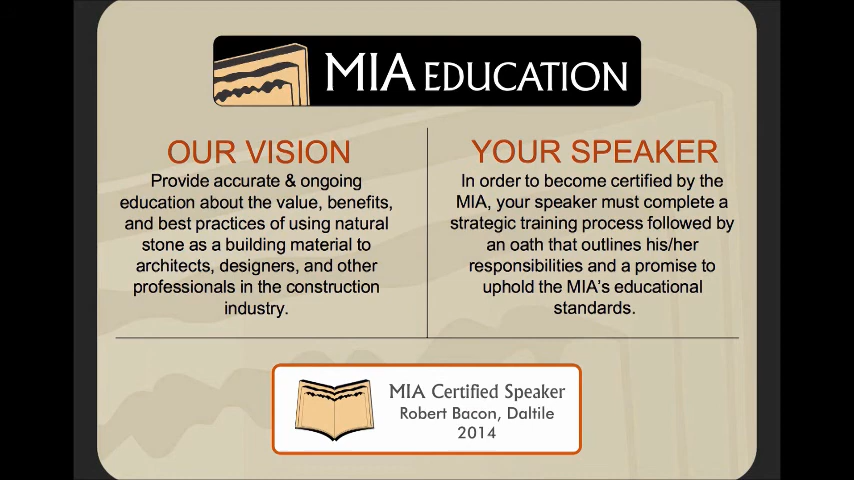 MIA EDUCATION
OUR VISION
Provide accurate & ongoing
education about the value, benefits,
and best practices of using natural
stone as a building material to
architects, designers, and other
professionals in the construction
industry.
YOUR SPEAKER
In order to become certified by the
MIA, your speaker must complete a
strategic training process followed by
an oath that outlines his/her
responsibilities and a promise to
uphold the MIA's educational
standards.
MIA Certified Speaker
Robert Bacon, Daltile
2014